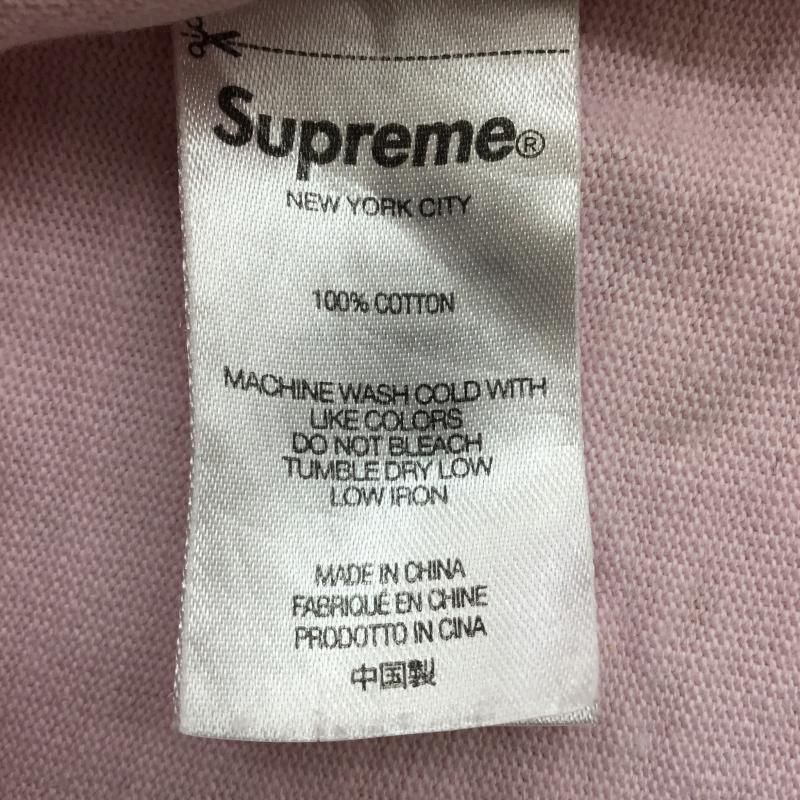 Supreme®
NEW YORK CITY
100% COTTON
MACHINE WASH COLD WITH
LIKE COLORS
DO NOT BLEACH
TUMBLE DRY LOW
LOW IRON
MADE IN CHINA
FABRIQUÉ EN CHINE
PRODOTTO IN CINA
中国製